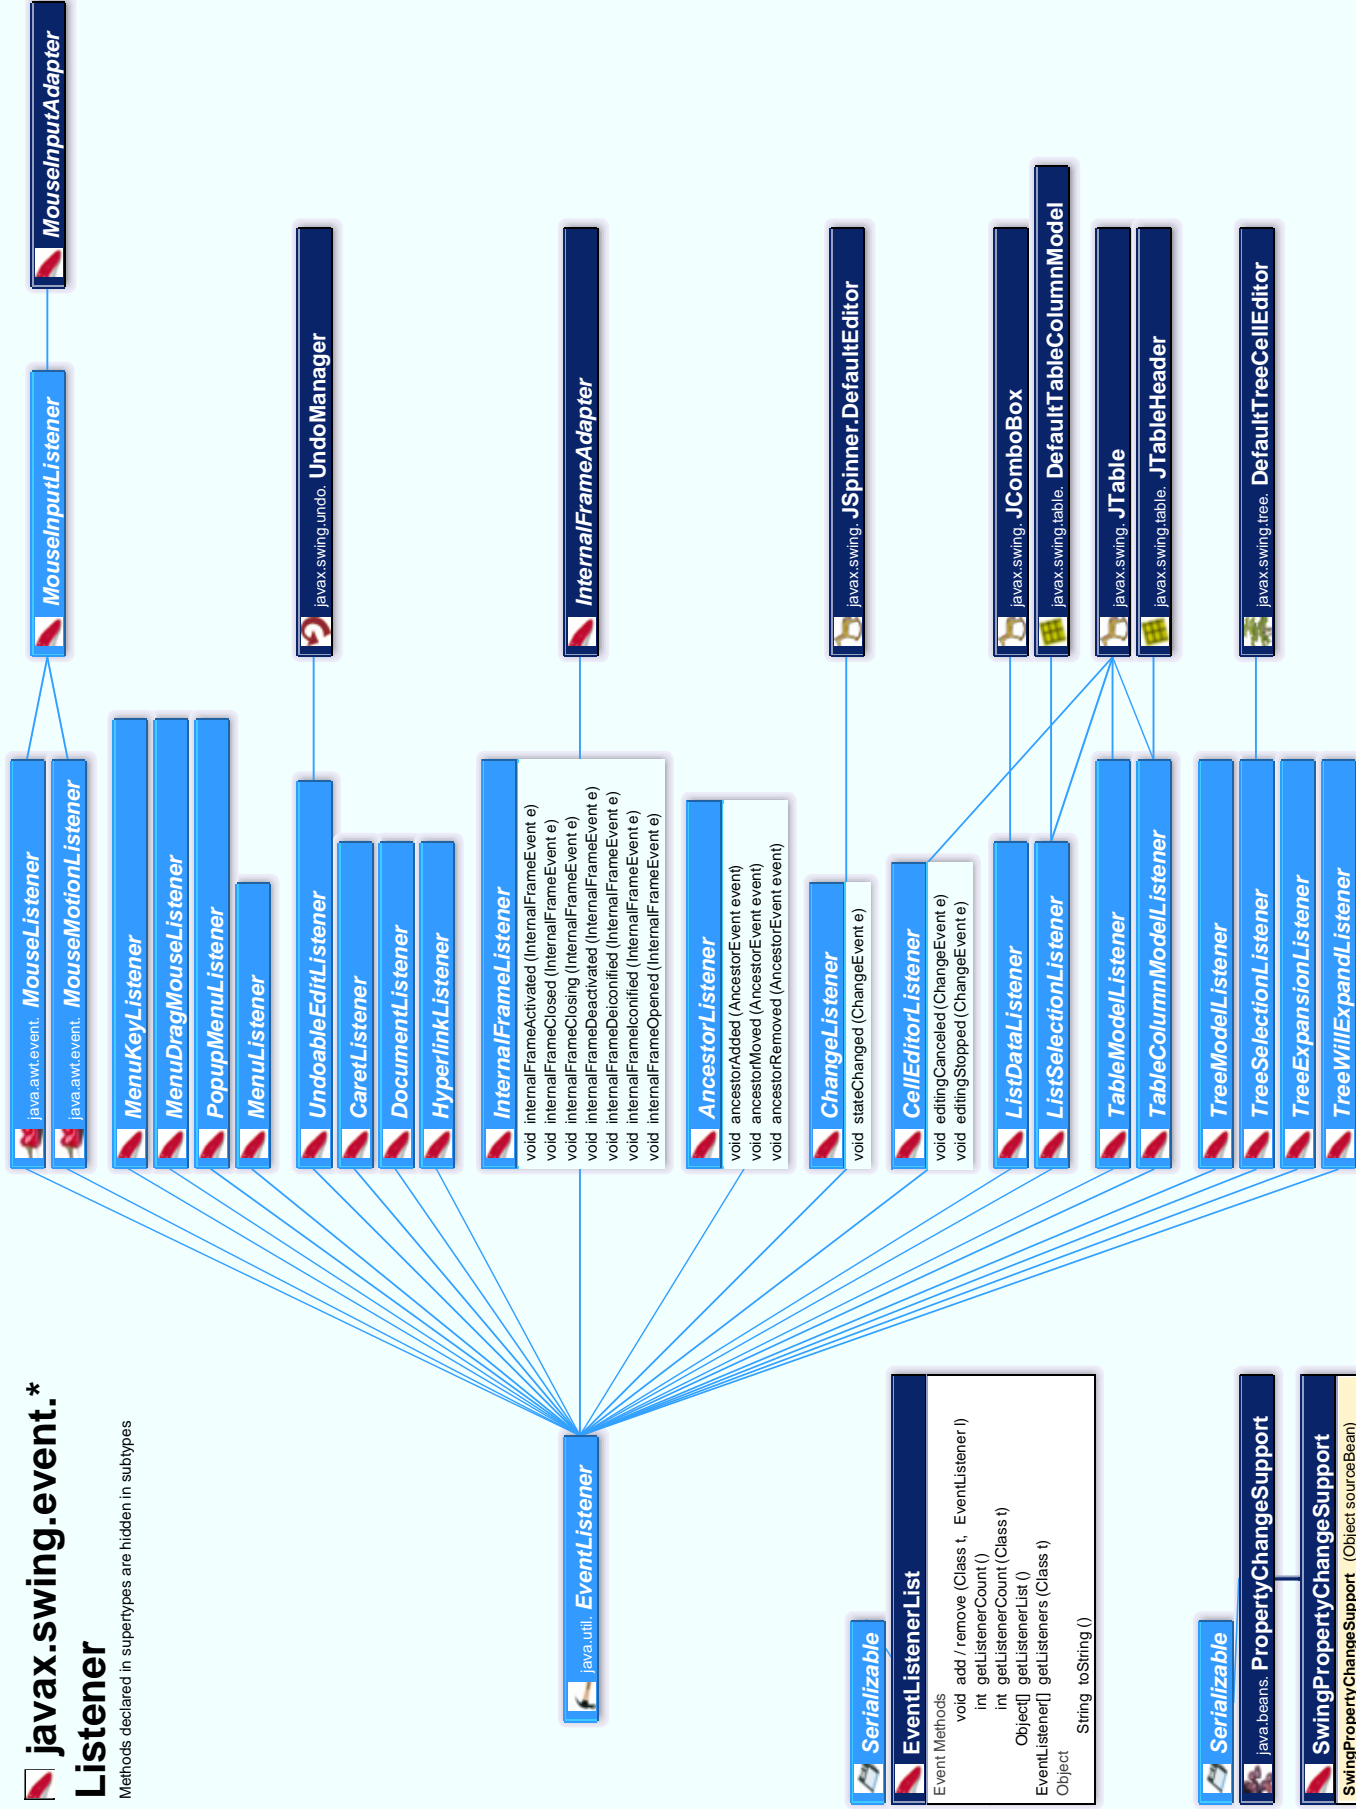 javax.swing.event.*
Listener
Methods declared in supertypes are hidden in subtypes
java.util. EventListener
java.awt.event. MouseListener
java.awt.event. MouseMotionListener
MouseInputListener
MouseInputAdapter
MenuKeyListener
MenuDragMouseListener
PopupMenuListener
MenuListener
UndoableEditListener
javax.swing.undo. UndoManager
CaretListener
DocumentListener
HyperlinkListener
InternalFrameListener
void internalFrameActivated (InternalFrameEvent e)
void internalFrameClosed (InternalFrameEvent e)
void internalFrameClosing (InternalFrameEvent e)
void internalFrameDeactivated (InternalFrameEvent e)
void internalFrameDeiconified (InternalFrameEvent e)
void internalFrameIconified (InternalFrameEvent e)
void internalFrameOpened (InternalFrameEvent e)
InternalFrameAdapter
AncestorListener
void ancestorAdded (AncestorEvent event)
void ancestorMoved (AncestorEvent event)
void ancestorRemoved (AncestorEvent event)
ChangeListener
void stateChanged (ChangeEvent e)
javax.swing. JSpinner.DefaultEditor
CellEditorListener
void editingCanceled (ChangeEvent e)
void editingStopped (ChangeEvent e)
ListDataListener
ListSelectionListener
javax.swing. JComboBox
javax.swing.table. DefaultTableColumnModel
TableModelListener
TableColumnModelListener
javax.swing. JTable
javax.swing.table. JTableHeader
TreeModelListener
TreeSelectionListener
TreeExpansionListener
TreeWillExpandListener
javax.swing.tree. DefaultTreeCellEditor
Serializable
EventListenerList
Event Methods
void add / remove (Class t, EventListener l)
int getListenerCount ()
int getListenerCount (Class t)
Object[] getListenerList ()
EventListener[] getListeners (Class t)
Object
String toString ()
Serializable
java.beans. PropertyChangeSupport
SwingPropertyChangeSupport
SwingPropertyChangeSupport (Object sourceBean)